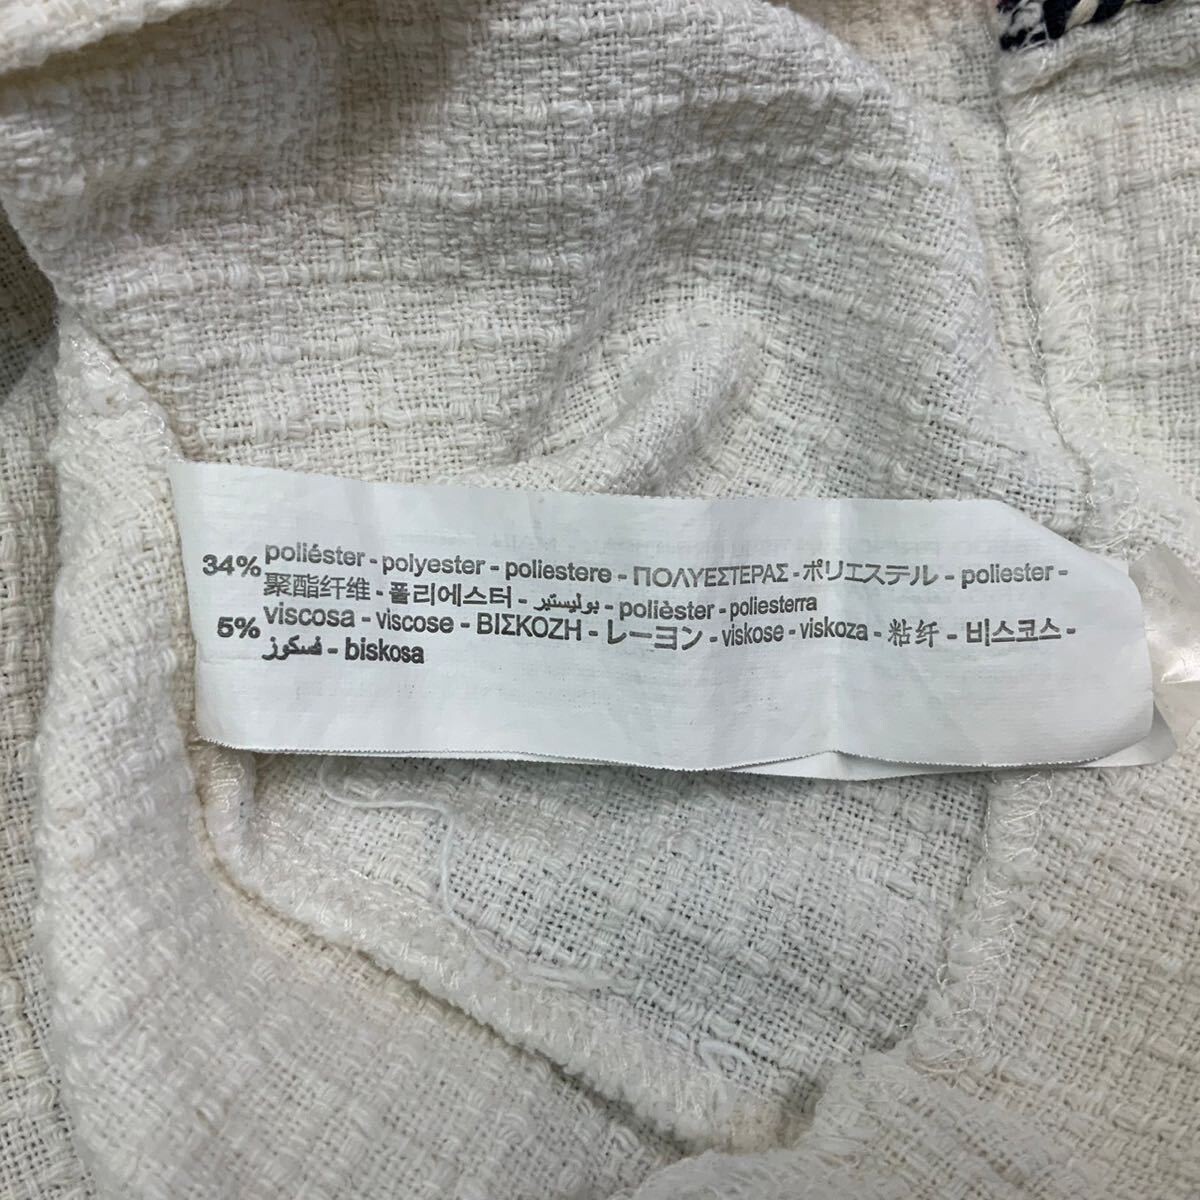 34% poliéster - polyester - poliestere - ΠΟΛΥΕΣΤΕΡΑΣ - ポリエステル - poliester -
聚酯纤维 - 폴리에스터 - بوليستير - polièster - poliesterra
5% viscosa - viscose - ΒΙΣΚΟΖΗ - レーヨン - viskose - viskoza - 粘纤 - 비스코스 -
فسكوز - biskosa